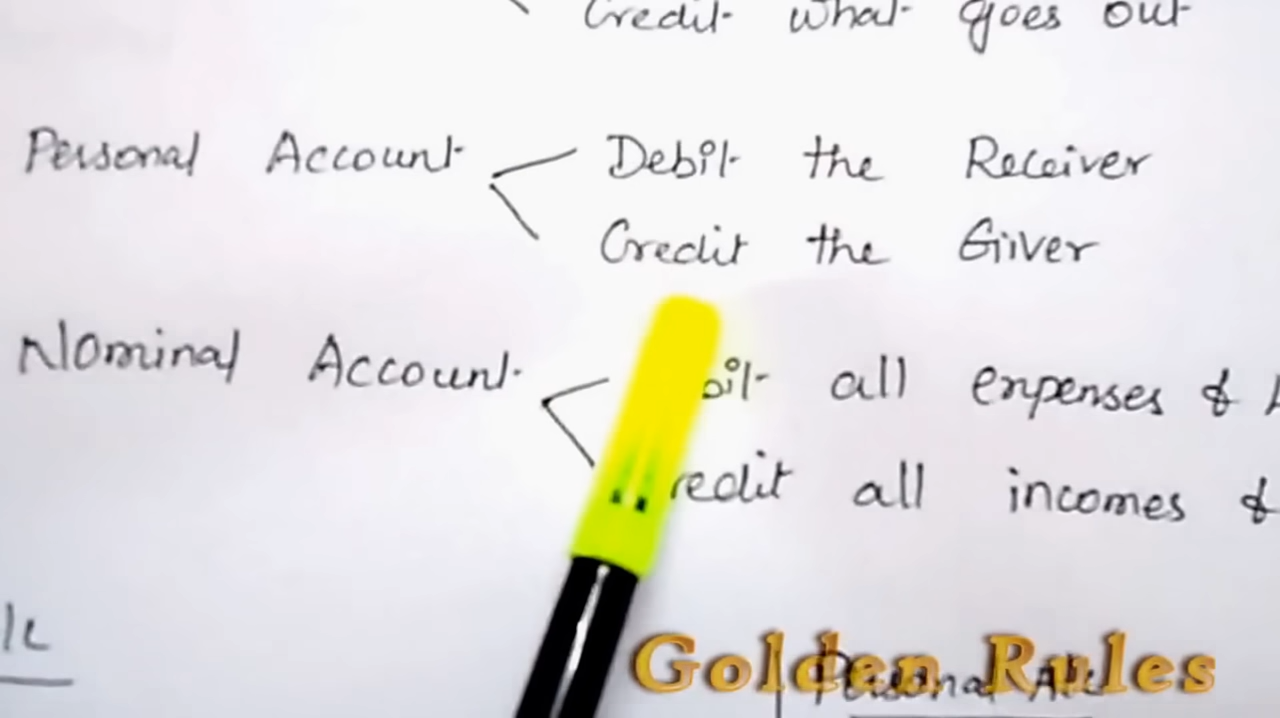 Credit what goes out
Personal Account
Debit the Receiver
Credit the Giver
Nominal Account
all expenses &
all incomes &
Personal A/c
Golden Rules